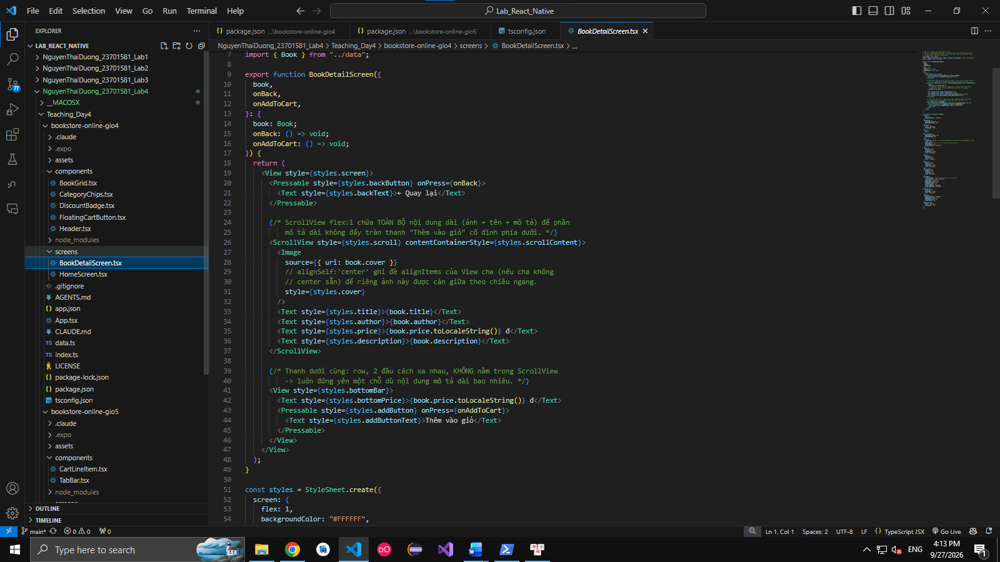 File Edit Selection View Go Run Terminal Help
Lab_React_Native
EXPLORER
LAB_REACT_NATIVE
NguyenThaiDuong_23701581_Lab1
NguyenThaiDuong_23701581_Lab2
NguyenThaiDuong_23701581_Lab3
NguyenThaiDuong_23701581_Lab4
__MACOSX
Teaching_Day4
bookstore-online-gio4
.claude
.expo
assets
components
BookGrid.tsx
CategoryChips.tsx
DiscountBadge.tsx
FloatingCartButton.tsx
Header.tsx
node_modules
screens
BookDetailScreen.tsx
HomeScreen.tsx
.gitignore
AGENTS.md
app.json
App.tsx
CLAUDE.md
data.ts
index.ts
LICENSE
package-lock.json
package.json
tsconfig.json
bookstore-online-gio5
.claude
.expo
assets
components
CartLineItem.tsx
TabBar.tsx
node_modules
OUTLINE
TIMELINE
package.json ...\bookstore-online-gio4
package.json ...\bookstore-online-gio5
tsconfig.json
BookDetailScreen.tsx
NguyenThaiDuong_23701581_Lab4 > Teaching_Day4 > bookstore-online-gio4 > screens > BookDetailScreen.tsx > ...
7 import { Book } from "../data";
8
9 export function BookDetailScreen({
10 book,
11 onBack,
12 onAddToCart,
13 }: {
14 book: Book;
15 onBack: () => void;
16 onAddToCart: () => void;
17 }) {
18 return (
19 <View style={styles.screen}>
20 <Pressable style={styles.backButton} onPress={onBack}>
21 <Text style={styles.backText}>← Quay lại</Text>
22 </Pressable>
23
24 {/* ScrollView flex:1 chứa TOÀN BỘ nội dung dài (ảnh + tên + mô tả) để phần
25 mô tả dài không đẩy tràn thanh "Thêm vào giỏ" cố định phía dưới. */}
26 <ScrollView style={styles.scroll} contentContainerStyle={styles.scrollContent}>
27 <Image
28 source={{ uri: book.cover }}
29 // alignSelf:'center' ghi đè alignItems của View cha (nếu cha không
30 // center sẵn) để riêng ảnh này được căn giữa theo chiều ngang.
31 style={styles.cover}
32 />
33 <Text style={styles.title}>{book.title}</Text>
34 <Text style={styles.author}>{book.author}</Text>
35 <Text style={styles.price}>{book.price.toLocaleString()} đ</Text>
36 <Text style={styles.description}>{book.description}</Text>
37 </ScrollView>
38
39 {/* Thanh dưới cùng: row, 2 đầu cách xa nhau, KHÔNG nằm trong ScrollView
40 -> luôn đứng yên một chỗ dù nội dung mô tả dài bao nhiêu. */}
41 <View style={styles.bottomBar}>
42 <Text style={styles.bottomPrice}>{book.price.toLocaleString()} đ</Text>
43 <Pressable style={styles.addButton} onPress={onAddToCart}>
44 <Text style={styles.addButtonText}>Thêm vào giỏ</Text>
45 </Pressable>
46 </View>
47 </View>
48 );
49 }
50
51 const styles = StyleSheet.create({
52 screen: {
53 flex: 1,
54 backgroundColor: "#FFFFFF",
77
main* 0 0 0
Ln 1, Col 1 Spaces: 2 UTF-8 LF {} TypeScript JSX Go Live
Type here to search
ENG
4:13 PM
9/27/2026
1